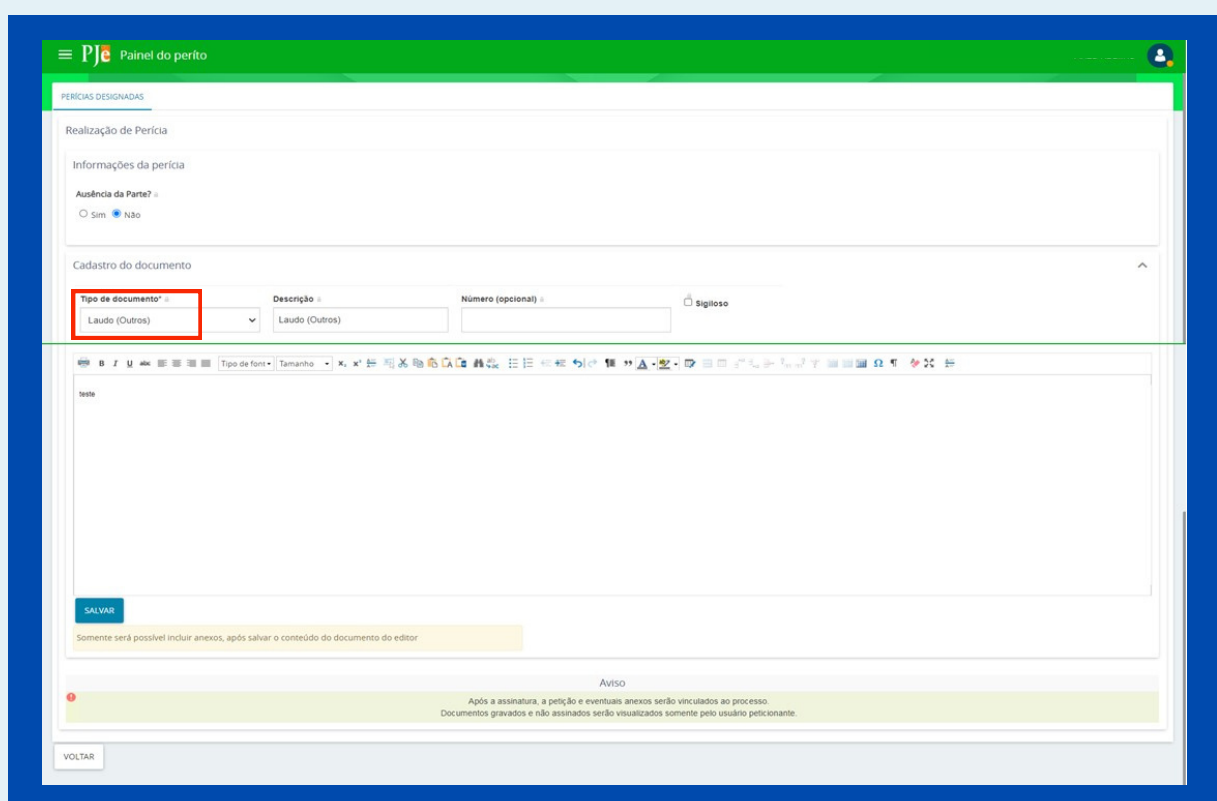 PJe Painel do períto
PERÍCIAS DESIGNADAS
Realização de Perícia
Informações da perícia
Ausência da Parte?
Sim Não
Cadastro do documento
Tipo de documento* Descrição Número (opcional) Sigiloso
Laudo (Outros) Laudo (Outros)
B I U abc Tipo de font Tamanho
teste
SALVAR
Somente será possível incluir anexos, após salvar o conteúdo do documento do editor
Aviso
Após a assinatura, a petição e eventuais anexos serão vinculados ao processo.
Documentos gravados e não assinados serão visualizados somente pelo usuário peticionante.
VOLTAR